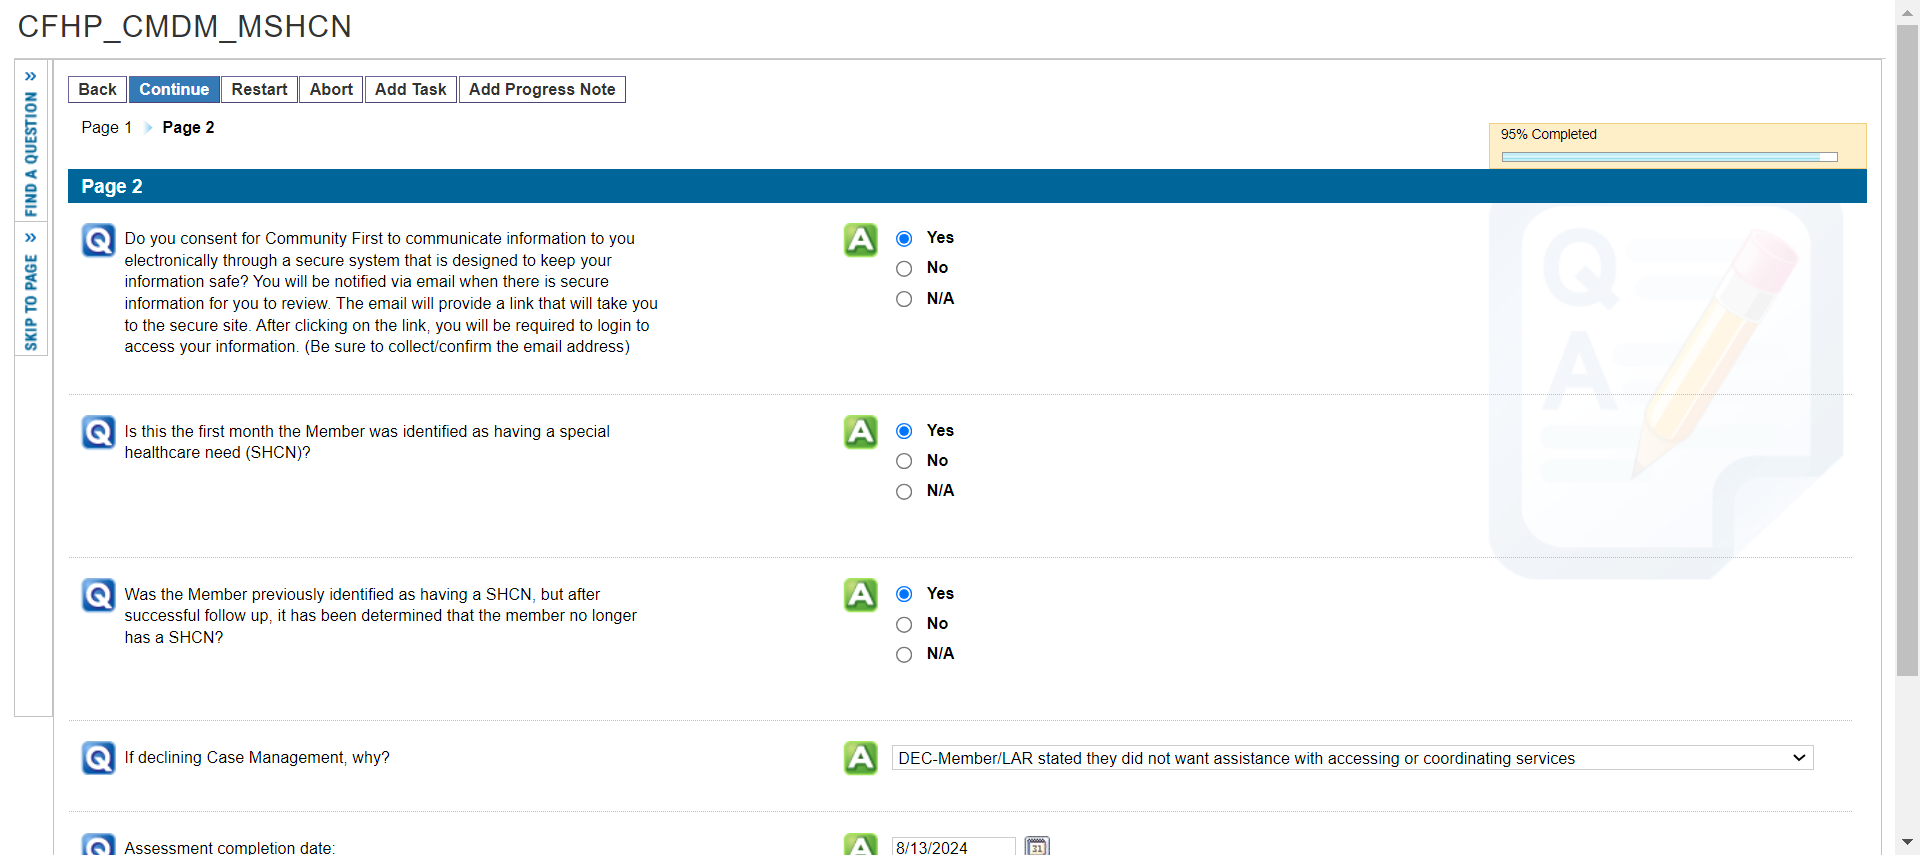 CFHP_CMDM_MSHCN
FIND A QUESTION
SKIP TO PAGE
Back Continue Restart Abort Add Task Add Progress Note
Page 1 Page 2
95% Completed
Page 2
Q Do you consent for Community First to communicate information to you
electronically through a secure system that is designed to keep your
information safe? You will be notified via email when there is secure
information for you to review. The email will provide a link that will take you
to the secure site. After clicking on the link, you will be required to login to
access your information. (Be sure to collect/confirm the email address)
A Yes
No
N/A
Q
A
Q Is this the first month the Member was identified as having a special
healthcare need (SHCN)?
A Yes
No
N/A
Q Was the Member previously identified as having a SHCN, but after
successful follow up, it has been determined that the member no longer
has a SHCN?
A Yes
No
N/A
Q If declining Case Management, why?
A DEC-Member/LAR stated they did not want assistance with accessing or coordinating services
Q Assessment completion date:
A 8/13/2024 31